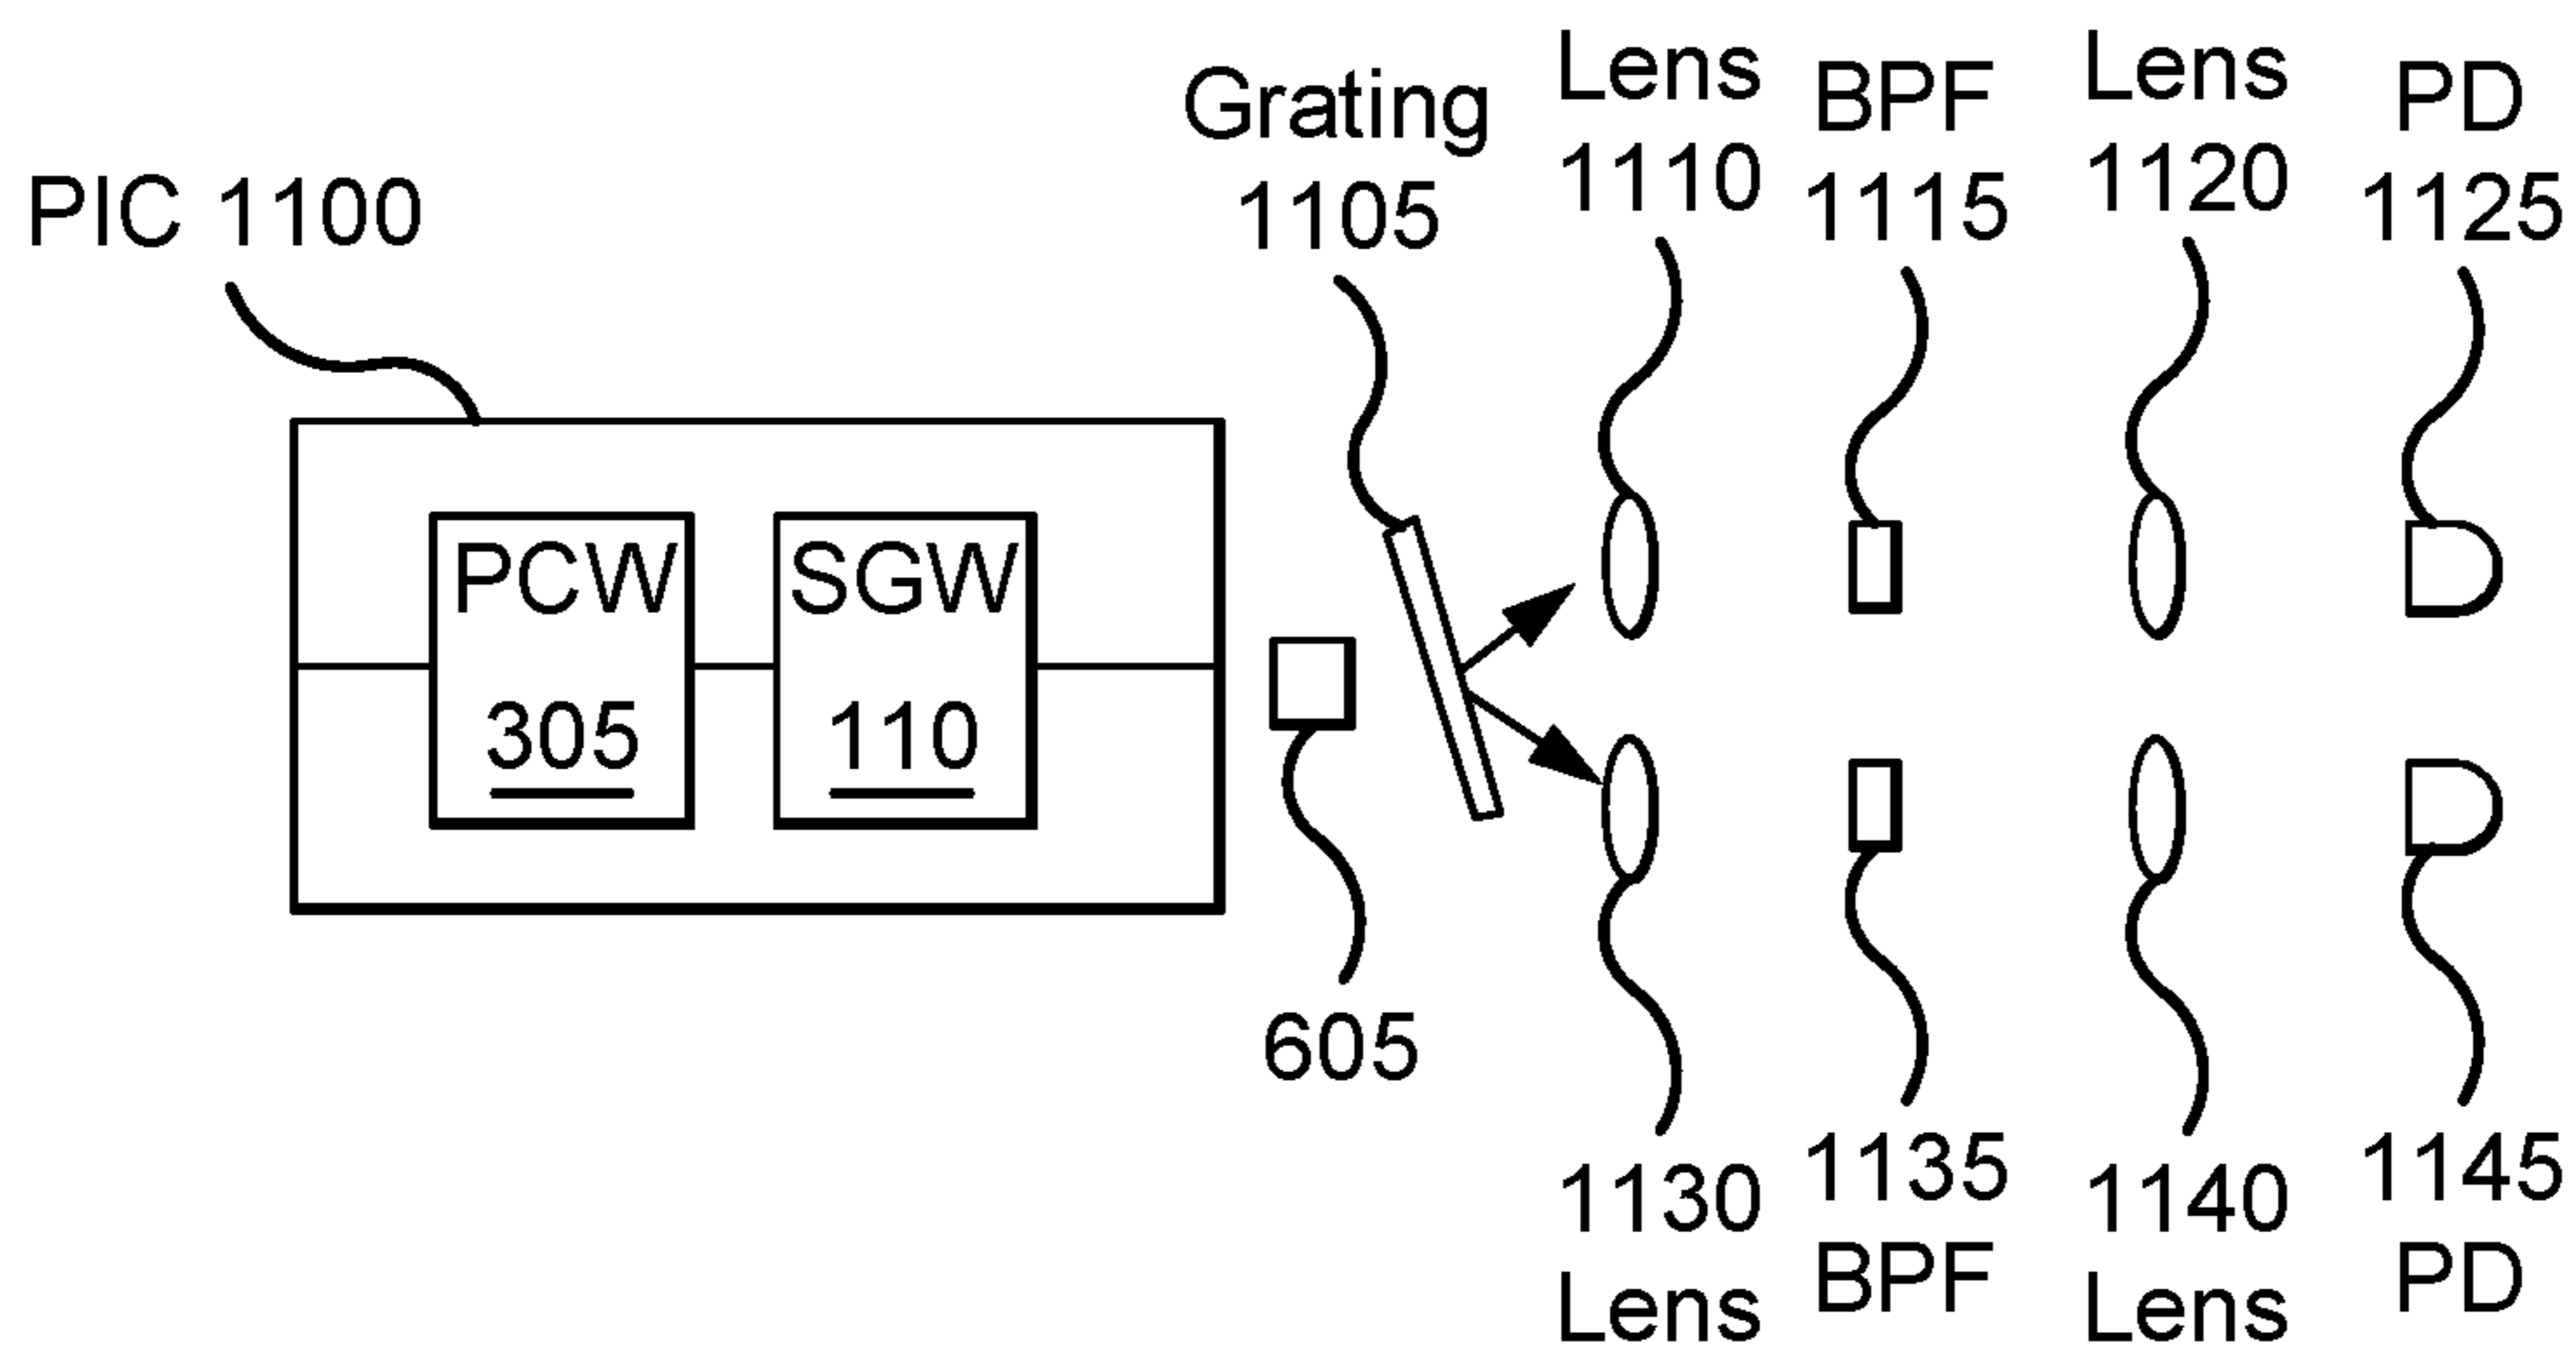 PIC 1100
Grating
1105
Lens
1110
BPF
1115
Lens
1120
PD
1125
PCW
305
SGW
110
605
1130
Lens
1135
BPF
1140
Lens
1145
PD